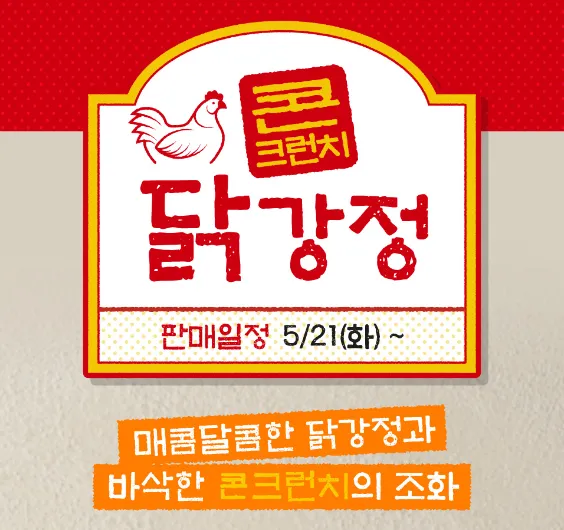 콘
크런치
닭강정
판매일정 5/21(화) ~
매콤달콤한 닭강정과
바삭한 콘크런치의 조화